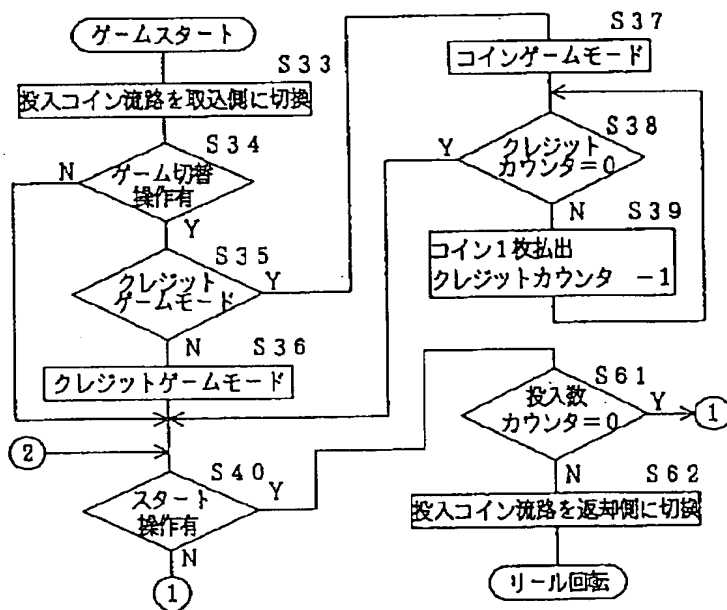 ゲームスタート
S33
投入コイン流路を取込側に切換
S34
N
ゲーム切替
操作有
Y
S35
クレジット
ゲームモード
Y
N
S36
クレジットゲームモード
②
S40
スタート
操作有
Y
N
①
S37
コインゲームモード
S38
Y
クレジット
カウンタ=0
N
S39
コイン1枚払出
クレジットカウンタ −1
S61
投入数
カウンタ=0
Y
①
N
S62
投入コイン流路を返却側に切換
リール回転